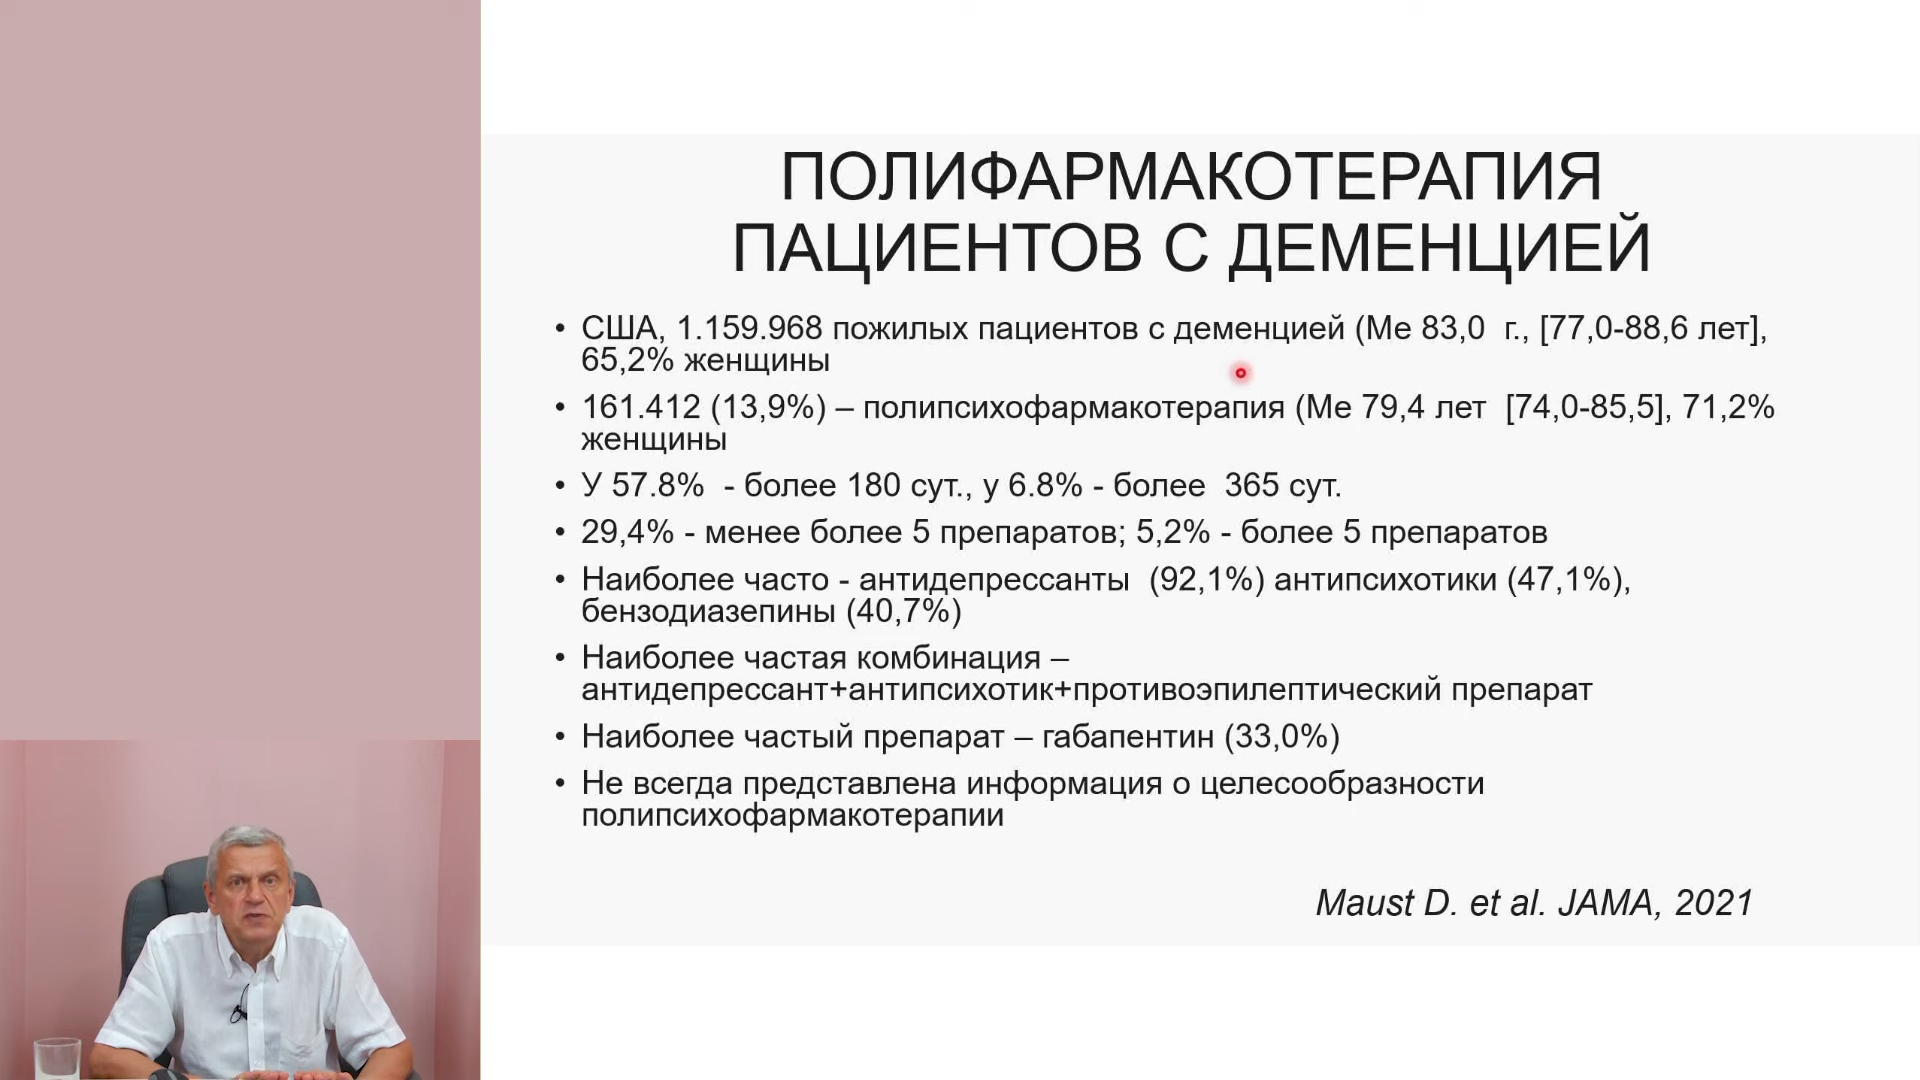 ПОЛИФАРМАКОТЕРАПИЯ
ПАЦИЕНТОВ С ДЕМЕНЦИЕЙ
• США, 1.159.968 пожилых пациентов с деменцией (Ме 83,0 г., [77,0-88,6 лет],
65,2% женщины
• 161.412 (13,9%) – полипсихофармакотерапия (Ме 79,4 лет [74,0-85,5], 71,2%
женщины
• У 57.8% - более 180 сут., у 6.8% - более 365 сут.
• 29,4% - менее более 5 препаратов; 5,2% - более 5 препаратов
• Наиболее часто - антидепрессанты (92,1%) антипсихотики (47,1%),
бензодиазепины (40,7%)
• Наиболее частая комбинация –
антидепрессант+антипсихотик+противоэпилептический препарат
• Наиболее частый препарат – габапентин (33,0%)
• Не всегда представлена информация о целесообразности
полипсихофармакотерапии
Maust D. et al. JAMA, 2021